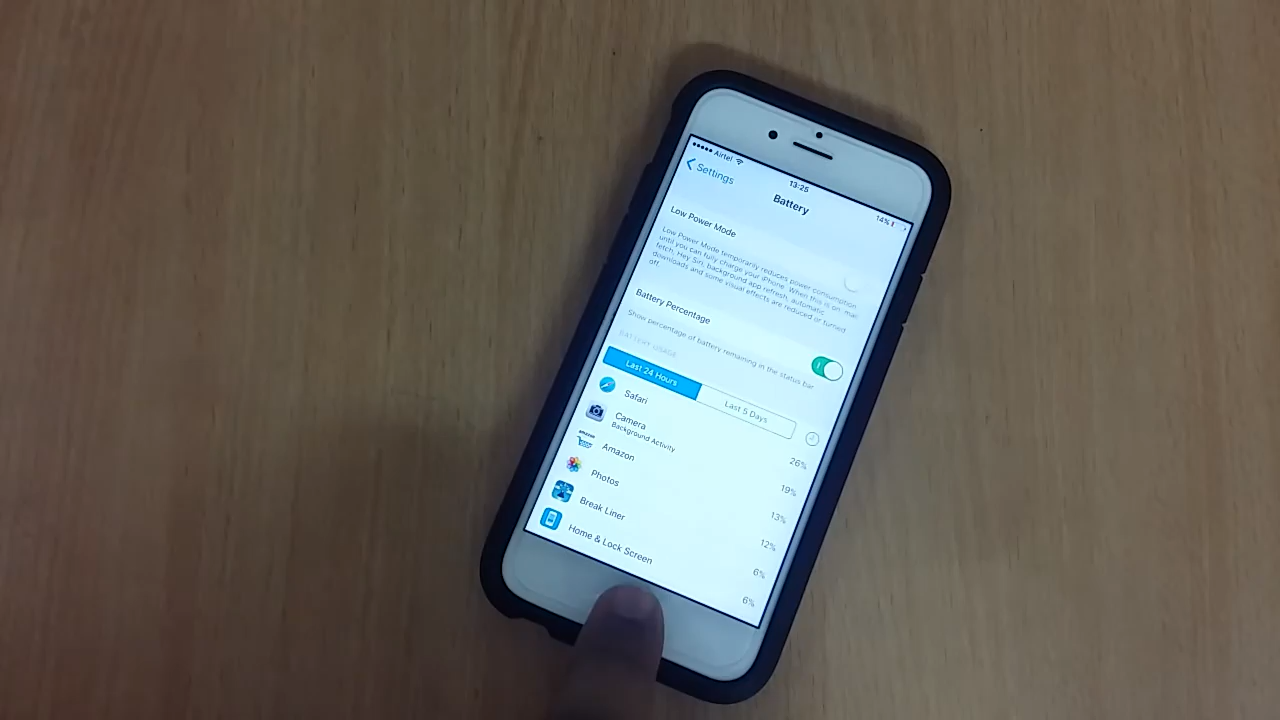 Airtel
13:25
14%
Settings
Battery
Low Power Mode
Low Power Mode temporarily reduces power consumption
until you can fully charge your iPhone. When this is on, mail
fetch, Hey Siri, background app refresh, automatic
downloads and some visual effects are reduced or turned
off.
Battery Percentage
Show percentage of battery remaining in the status bar.
BATTERY USAGE
Last 24 Hours
Last 5 Days
Safari
26%
Camera
Background Activity
19%
amazon
Amazon
13%
Photos
12%
Break Liner
6%
Home & Lock Screen
6%